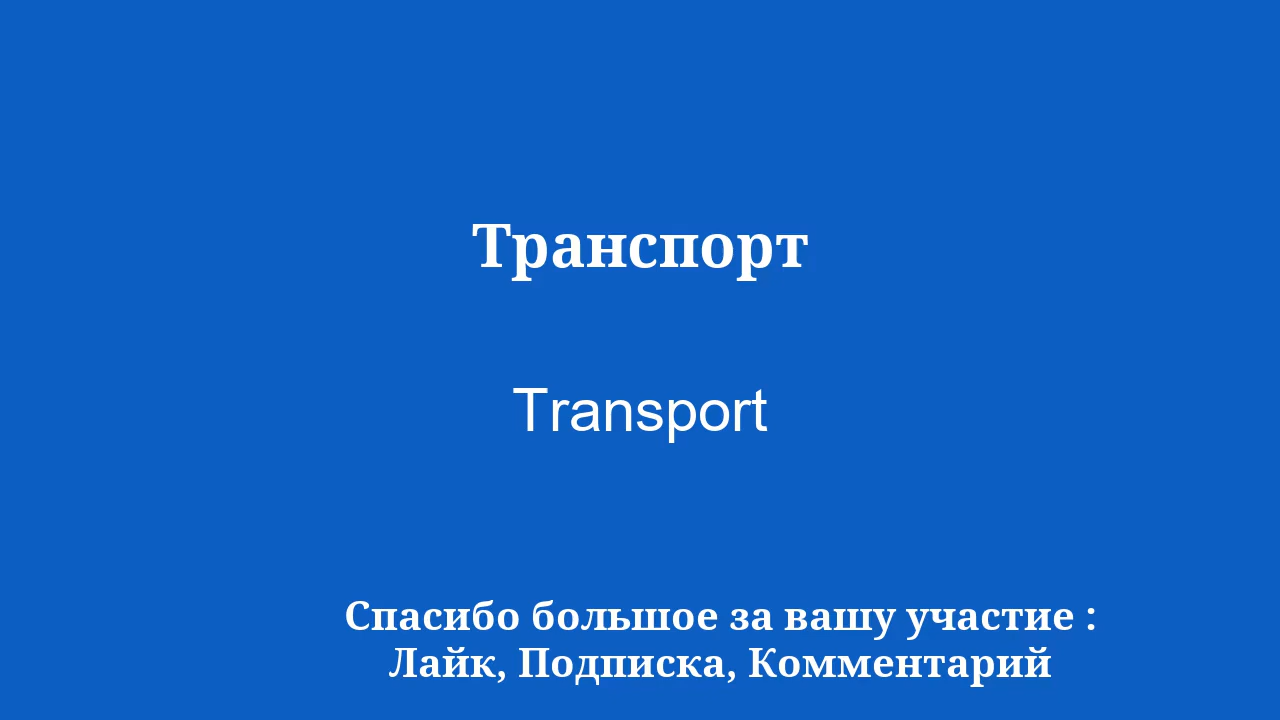 Транспорт
Transport
Спасибо большое за вашу участие :
Лайк, Подписка, Комментарий